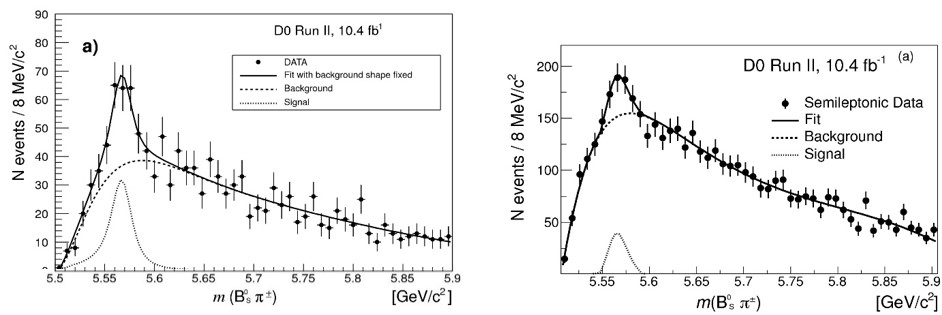 90
80
70
60
50
40
30
20
10
N events / 8 MeV/c²
a)
D0 Run II, 10.4 fb¹
DATA
Fit with background shape fixed
Background
Signal
5.5 5.55 5.6 5.65 5.7 5.75 5.8 5.85 5.9
m (B⁰ₛ π±) [GeV/c²]
200
150
100
50
N events / 8 MeV/c²
D0 Run II, 10.4 fb⁻¹ (a)
Semileptonic Data
Fit
Background
Signal
5.55 5.6 5.65 5.7 5.75 5.8 5.85 5.9
m(B⁰ₛ π±) [GeV/c²]